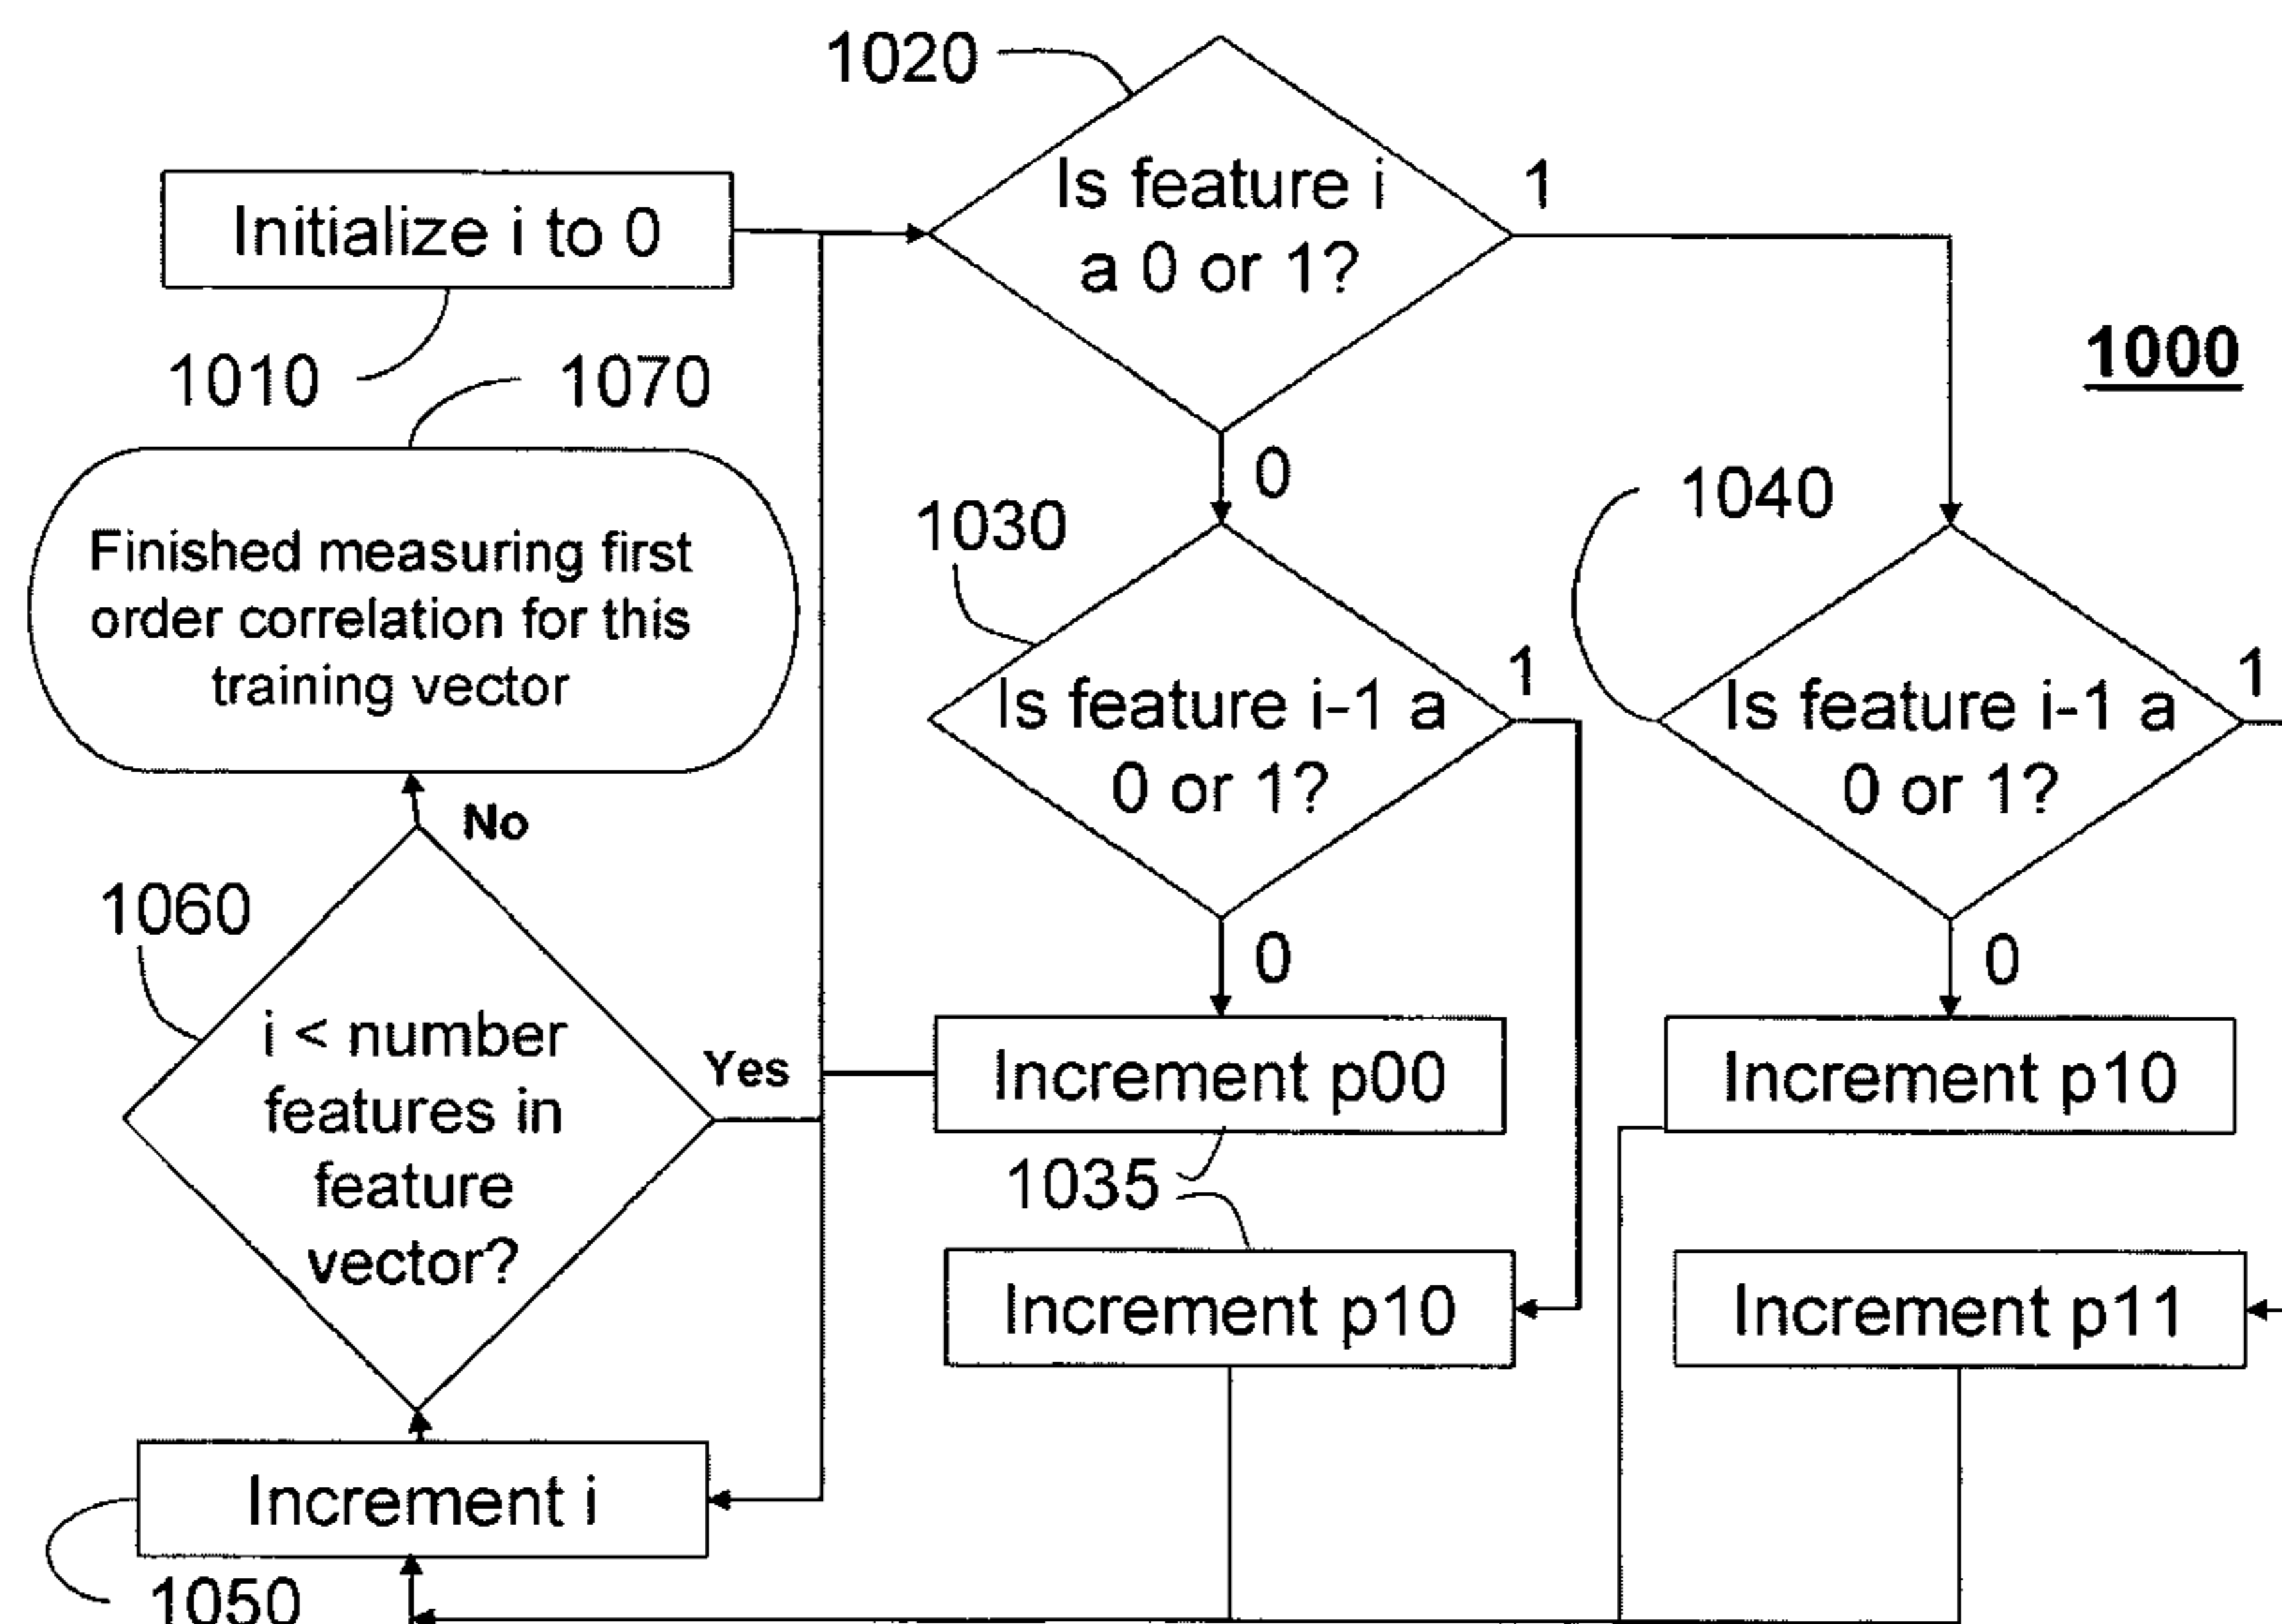 1020
Is feature i
a 0 or 1?
1
Initialize i to 0
1000
1010
1070
0
1030
1040
Finished measuring first
order correlation for this
training vector
Is feature i-1 a
0 or 1?
1
Is feature i-1 a
0 or 1?
1
No
1060
0
0
i < number
features in
feature
vector?
Yes
Increment p00
Increment p10
1035
Increment p10
Increment p11
Increment i
1050